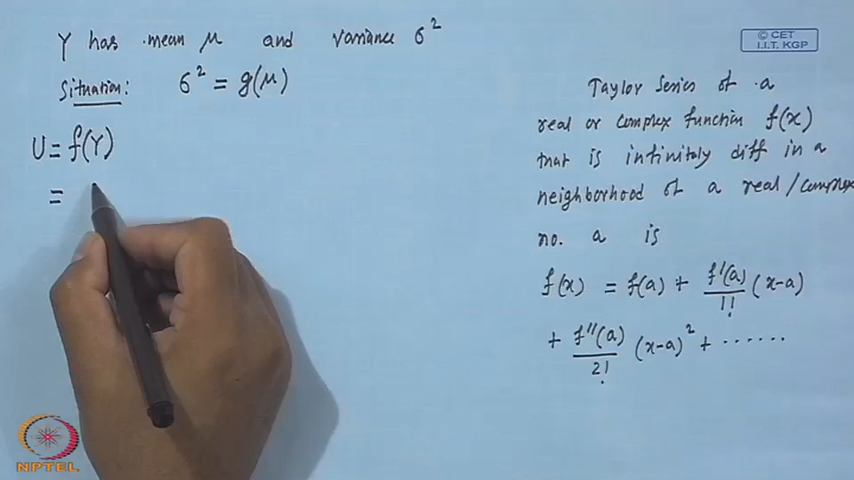 Y has mean μ and variance σ²
Situation: σ² = g(μ)
U = f(Y)
=
© CET
I.I.T. KGP
Taylor Series of a
real or complex function f(x)
that is infinitely diff in a
neighborhood of a real/complex
no. a is
f(x) = f(a) + f'(a)/1! (x-a)
+ f''(a)/2! (x-a)² + ······
NPTEL